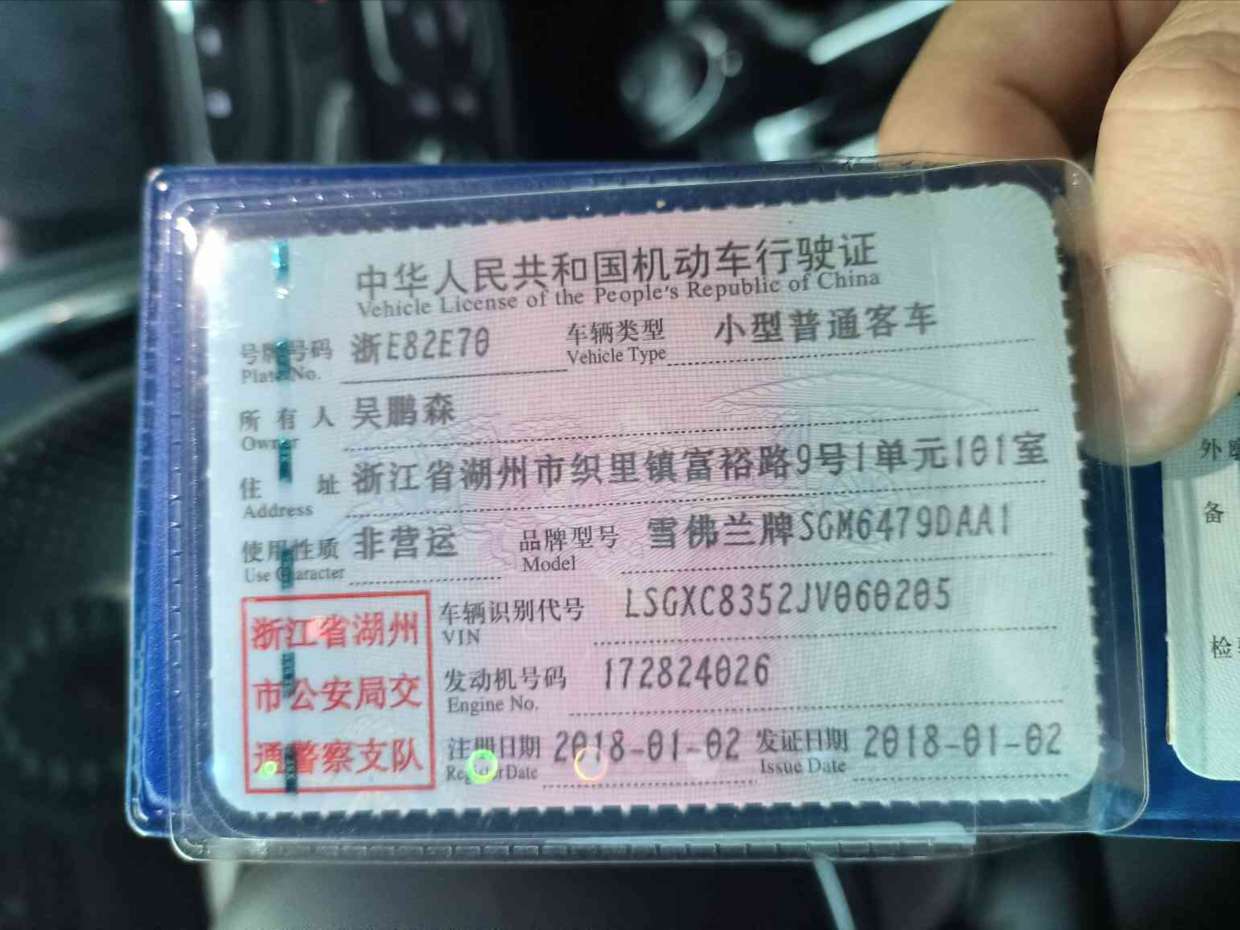 中华人民共和国机动车行驶证
Vehicle License of the People's Republic of China
号牌号码 浙E82E70 车辆类型 小型普通客车
Plate No. Vehicle Type
所有人 吴鹏森
Owner
住址 浙江省湖州市织里镇富裕路9号1单元101室
Address
使用性质 非营运 品牌型号 雪佛兰牌SGM6479DAA1
Use Character Model
车辆识别代号 LSGXC8352JV060205
VIN
发动机号码 172824026
Engine No.
注册日期 2018-01-02 发证日期 2018-01-02
Register Date Issue Date
浙江省湖州
市公安局交
通警察支队
备